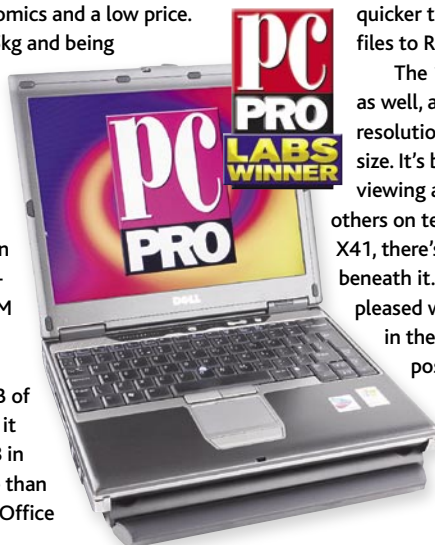 omics and a low price.
kg and being
n
-
M
B of
it
B in
than
Office
quicker t
files to R
The
as well, a
resolutio
size. It's b
viewing a
others on te
X41, there's
beneath it.
pleased w
in the
pos
PC
PRO
LABS
WINNER
PC
PRO
DELL